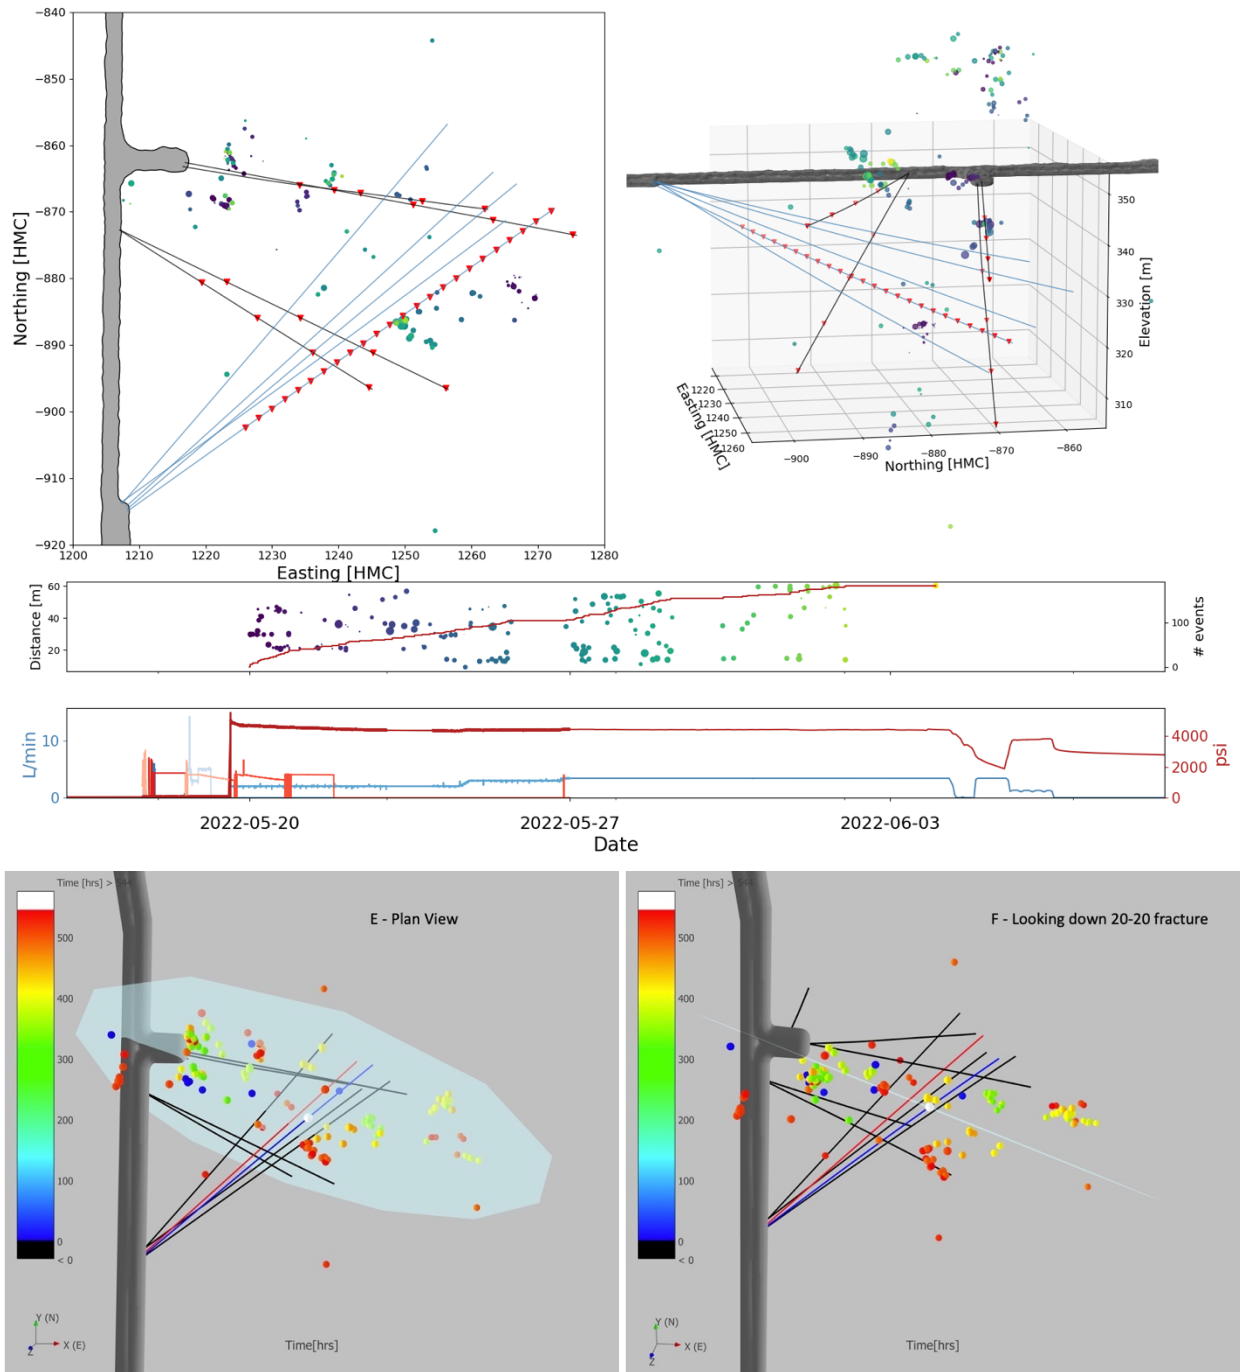 −840
−850
−860
−870
−880
−890
−900
−910
−920
Northing [HMC]
1200
1210
1220
1230
1240
1250
1260
1270
1280
Easting [HMC]
350
340
330
320
310
Elevation [m]
1220
1230
1240
1250
1260
Easting [HMC]
−900
−890
−880
−870
−860
Northing [HMC]
60
40
20
Distance [m]
100
0
# events
10
0
L/min
4000
2000
0
psi
2022-05-20
2022-05-27
2022-06-03
Date
Time [hrs] >
500
400
300
200
100
0
< 0
E - Plan View
Y (N)
X (E)
Z
Time[hrs]
Time [hrs] >
500
400
300
200
100
0
< 0
F - Looking down 20-20 fracture
Y (N)
X (E)
Z
Time[hrs]